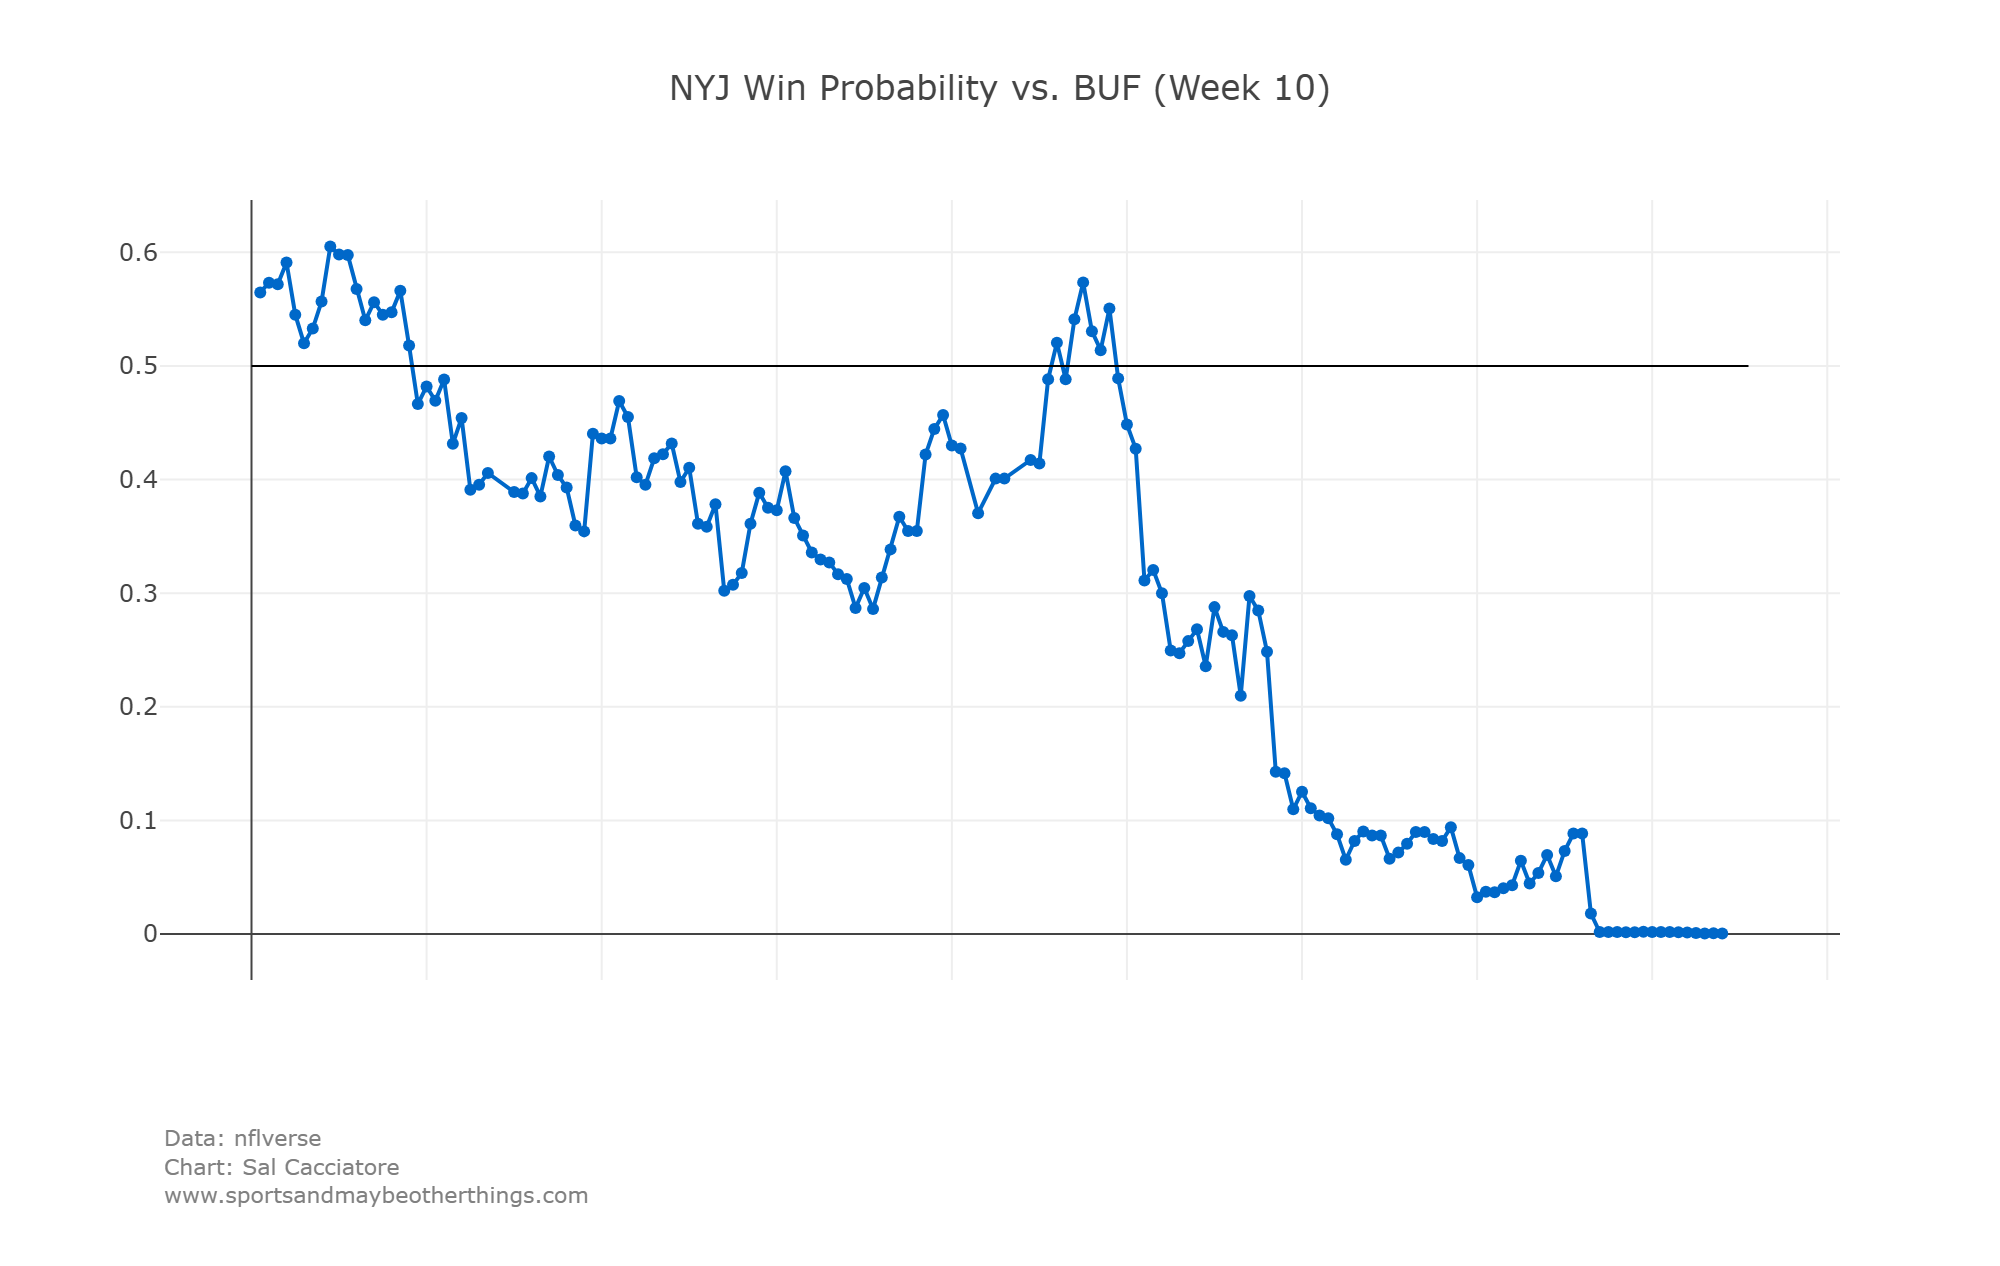 NYJ Win Probability vs. BUF (Week 10)
0.6
0.5
0.4
0.3
0.2
0.1
0
Data: nflverse
Chart: Sal Cacciatore
www.sportsandmaybeotherthings.com